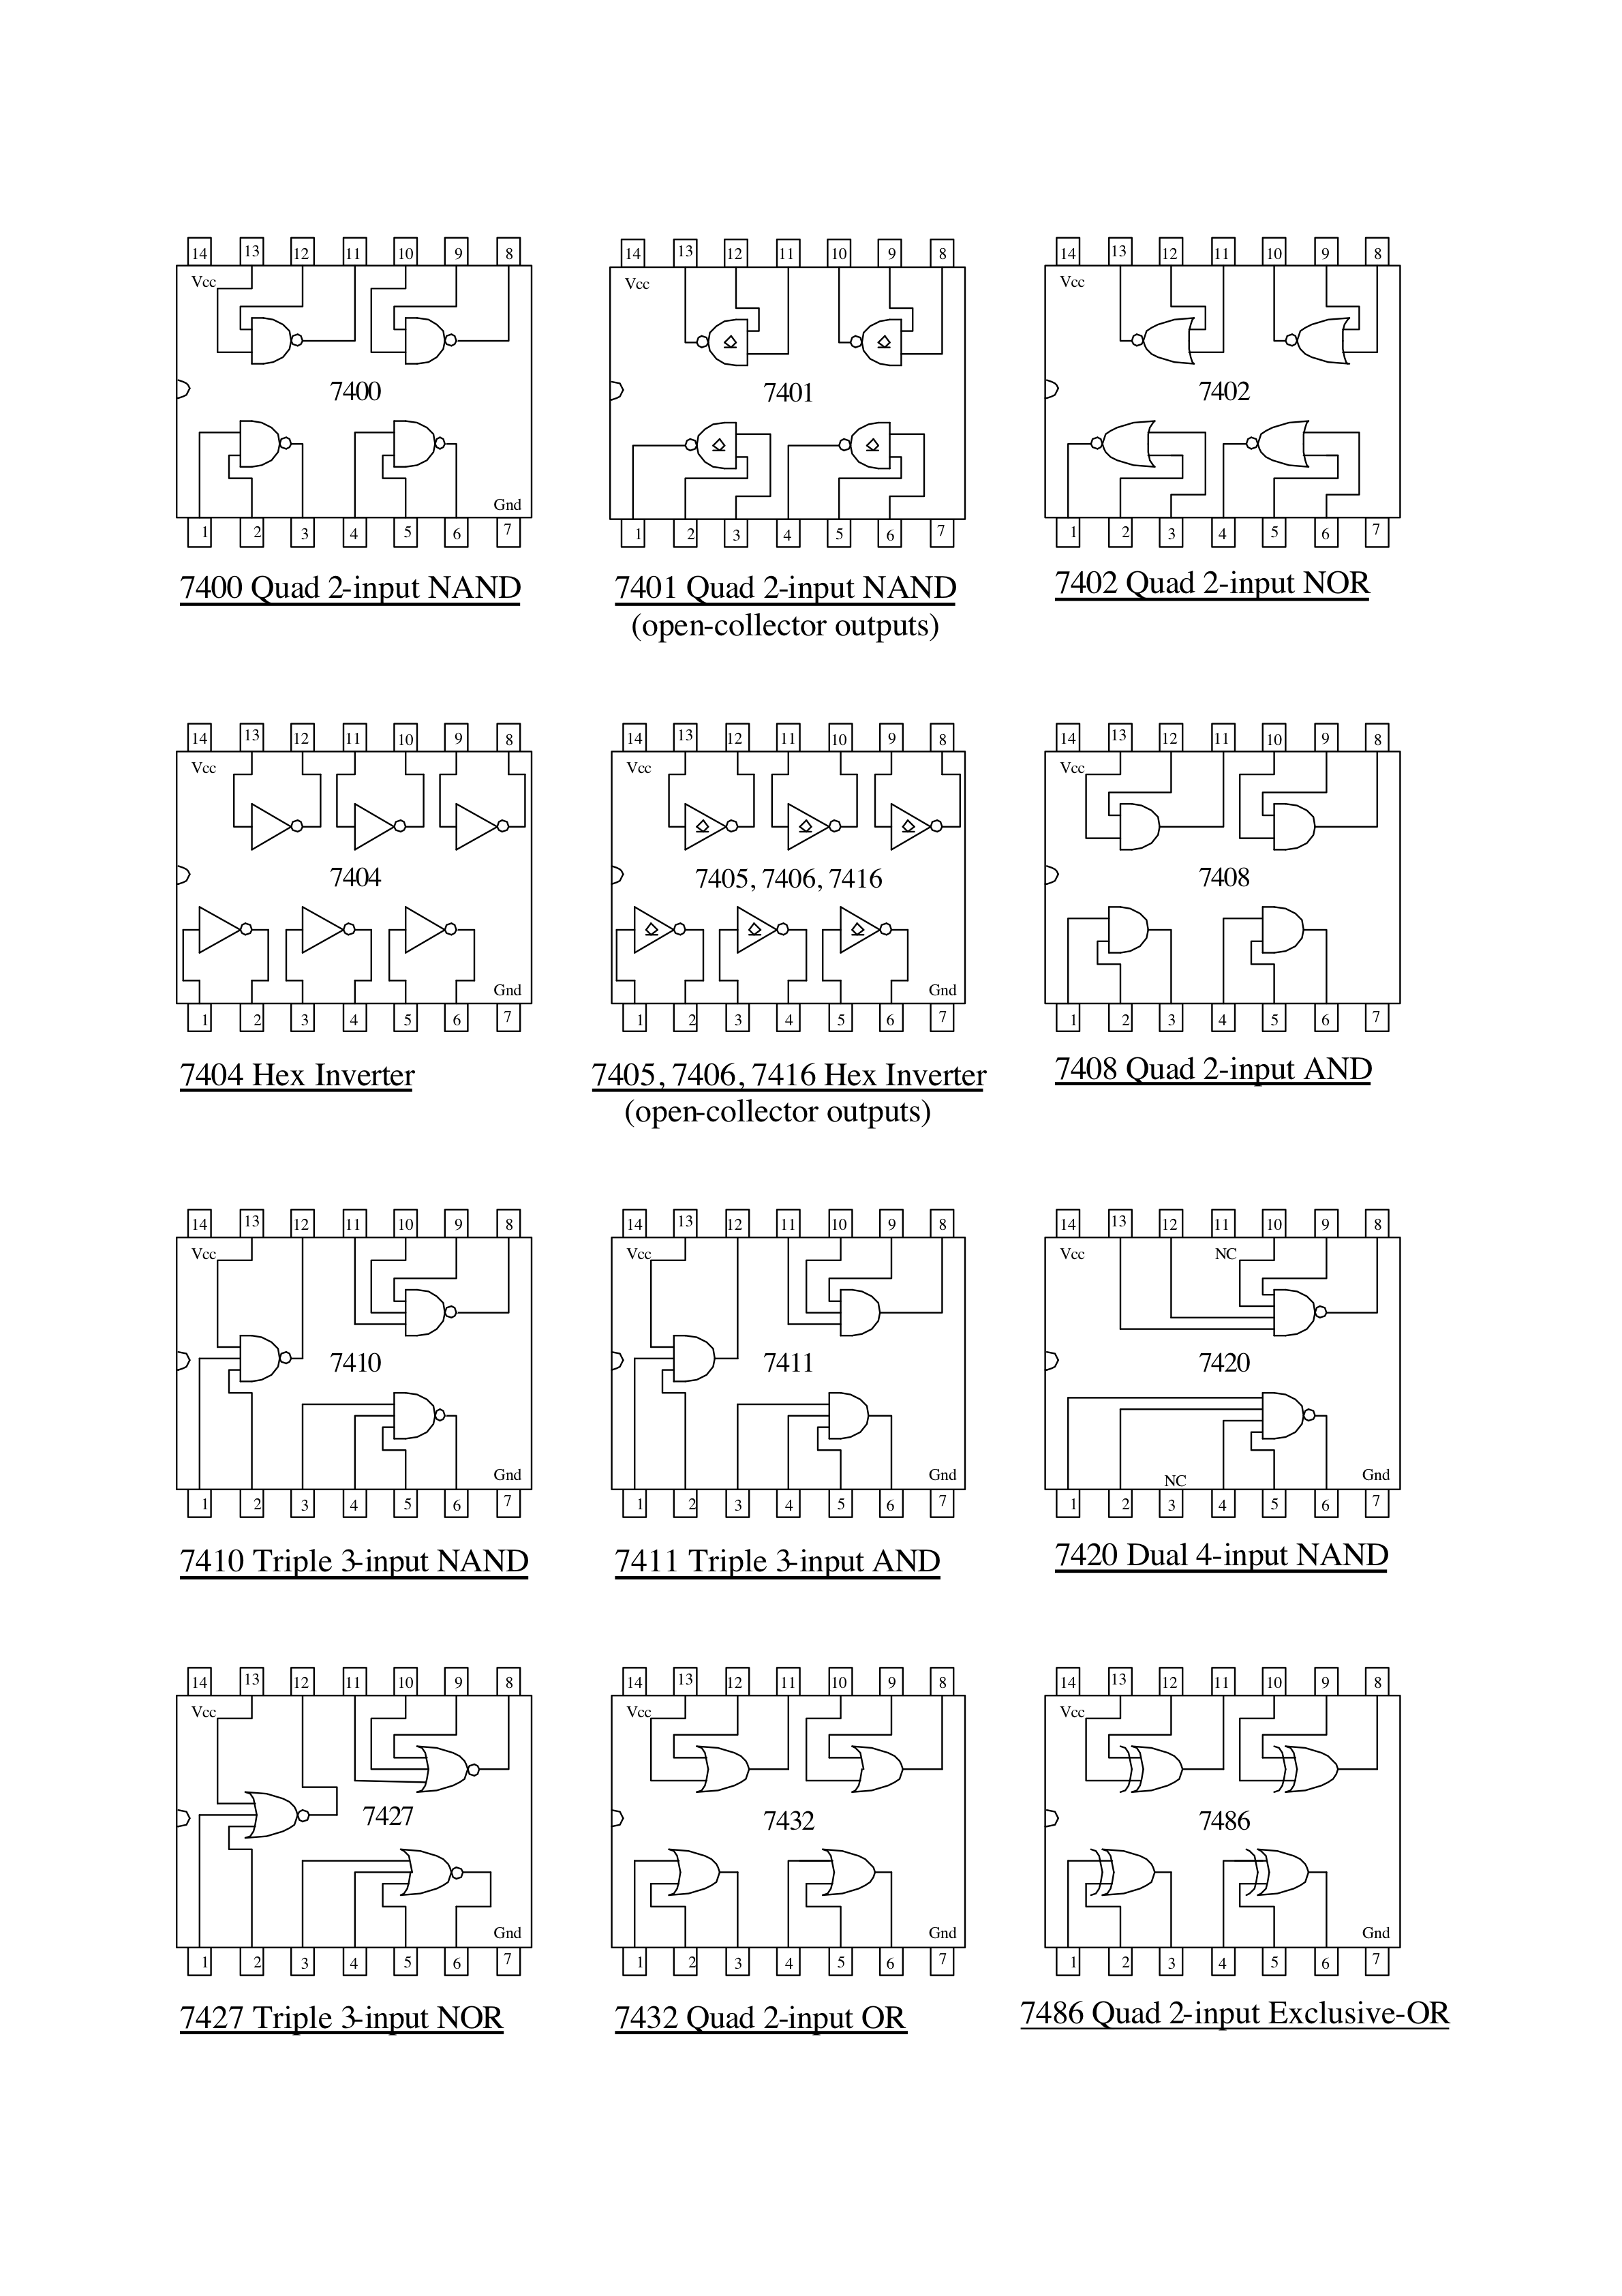 14 13 12 11 10 9 8
Vcc
7400
Gnd
1 2 3 4 5 6 7
7400 Quad 2-input NAND
14 13 12 11 10 9 8
Vcc
7401
1 2 3 4 5 6 7
7401 Quad 2-input NAND
(open-collector outputs)
14 13 12 11 10 9 8
Vcc
7402
1 2 3 4 5 6 7
7402 Quad 2-input NOR
14 13 12 11 10 9 8
Vcc
7404
Gnd
1 2 3 4 5 6 7
7404 Hex Inverter
14 13 12 11 10 9 8
Vcc
7405, 7406, 7416
Gnd
1 2 3 4 5 6 7
7405, 7406, 7416 Hex Inverter
(open-collector outputs)
14 13 12 11 10 9 8
Vcc
7408
1 2 3 4 5 6 7
7408 Quad 2-input AND
14 13 12 11 10 9 8
Vcc
7410
Gnd
1 2 3 4 5 6 7
7410 Triple 3-input NAND
14 13 12 11 10 9 8
Vcc
7411
Gnd
1 2 3 4 5 6 7
7411 Triple 3-input AND
14 13 12 11 10 9 8
Vcc NC
7420
NC Gnd
1 2 3 4 5 6 7
7420 Dual 4-input NAND
14 13 12 11 10 9 8
Vcc
7427
Gnd
1 2 3 4 5 6 7
7427 Triple 3-input NOR
14 13 12 11 10 9 8
Vcc
7432
Gnd
1 2 3 4 5 6 7
7432 Quad 2-input OR
14 13 12 11 10 9 8
Vcc
7486
Gnd
1 2 3 4 5 6 7
7486 Quad 2-input Exclusive-OR